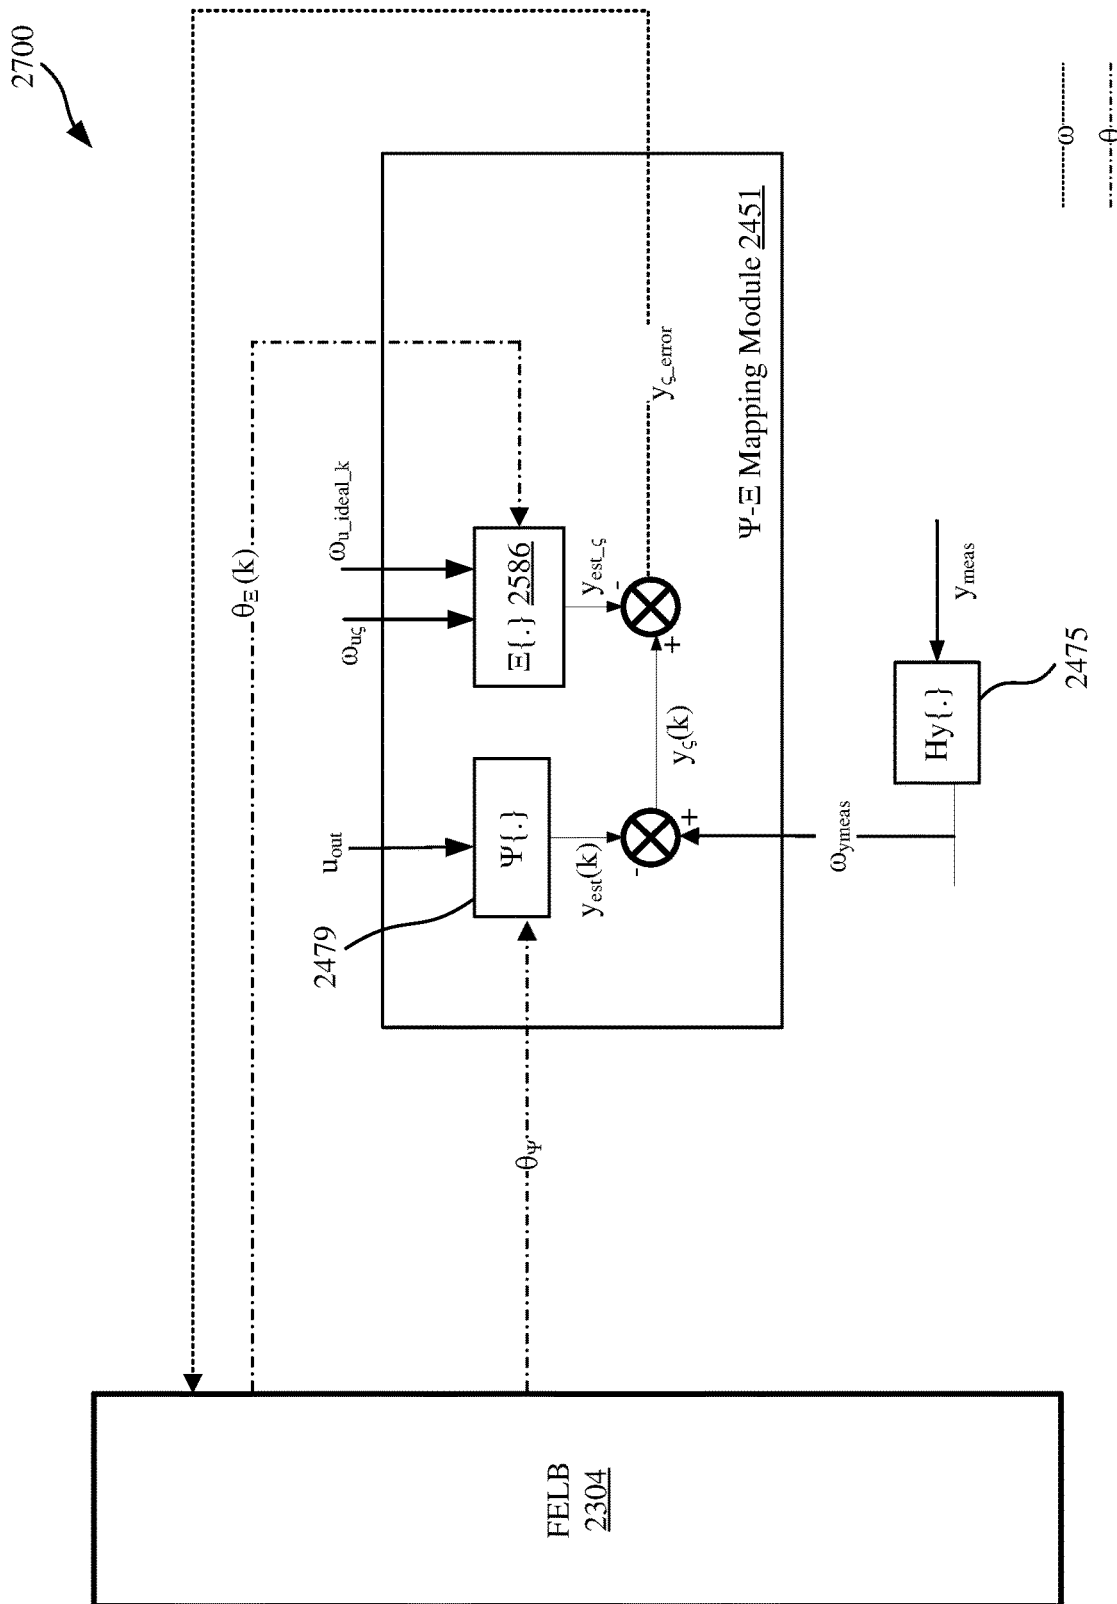 2700
θΞ(k)
ωuς
ωu_ideal_k
uout
2479
Ψ{.}
Ξ{.} 2586
θΨ
yest(k)
yest_ς
-
-
+
+
yς(k)
yς_error
Ψ-Ξ Mapping Module 2451
FELB
2304
ωymeas
Hy{.}
ymeas
2475
ω
θ